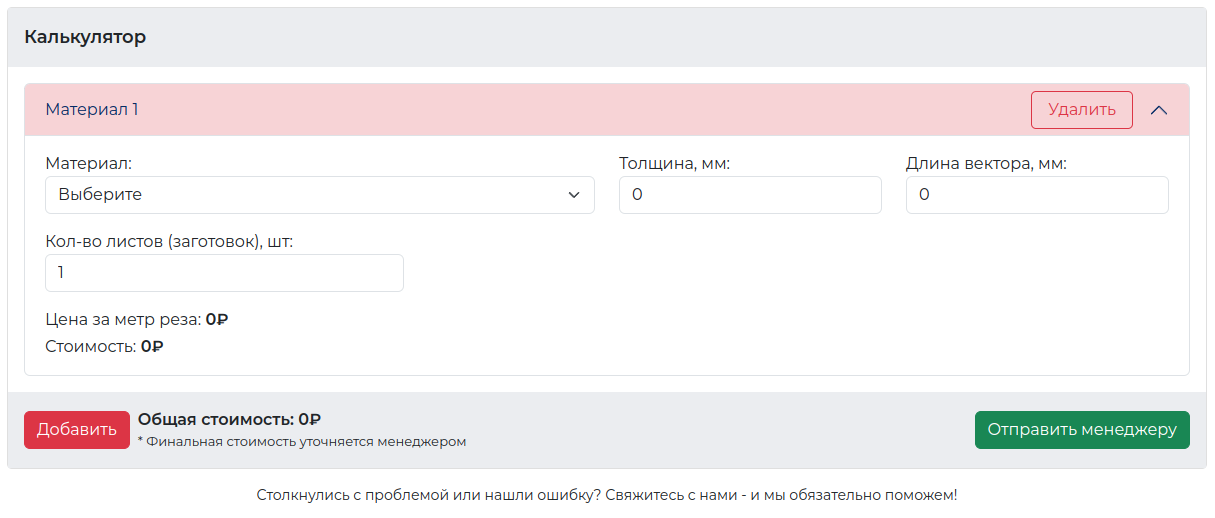 Калькулятор
Материал 1
Удалить
Материал:
Толщина, мм:
Длина вектора, мм:
Выберите
0
0
Кол-во листов (заготовок), шт:
1
Цена за метр реза: 0₽
Стоимость: 0₽
Добавить
Общая стоимость: 0₽
* Финальная стоимость уточняется менеджером
Отправить менеджеру
Столкнулись с проблемой или нашли ошибку? Свяжитесь с нами - и мы обязательно поможем!